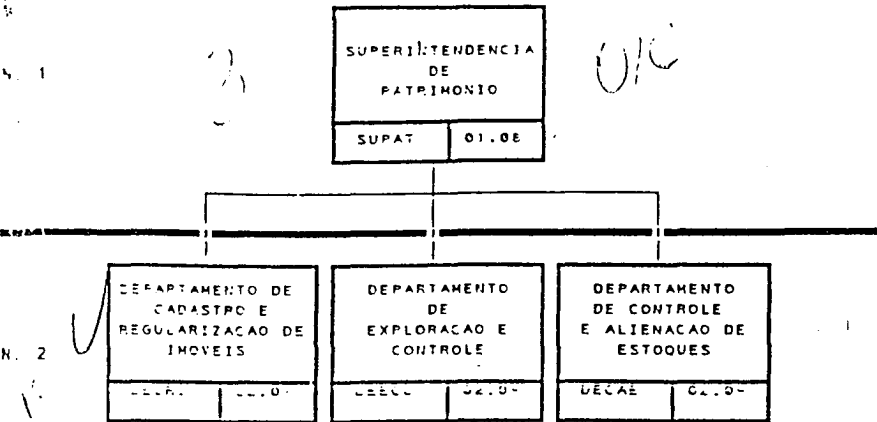 N. 1
SUPERINTENDENCIA
DE
PATRIMONIO
SUPAT 01.08
DEPARTAMENTO DE
CADASTRO E
REGULARIZACAO DE
IMOVEIS
DEPARTAMENTO
DE
EXPLORACAO E
CONTROLE
DEPARTAMENTO
DE CONTROLE
E ALIENACAO DE
ESTOQUES
N. 2
DECAE